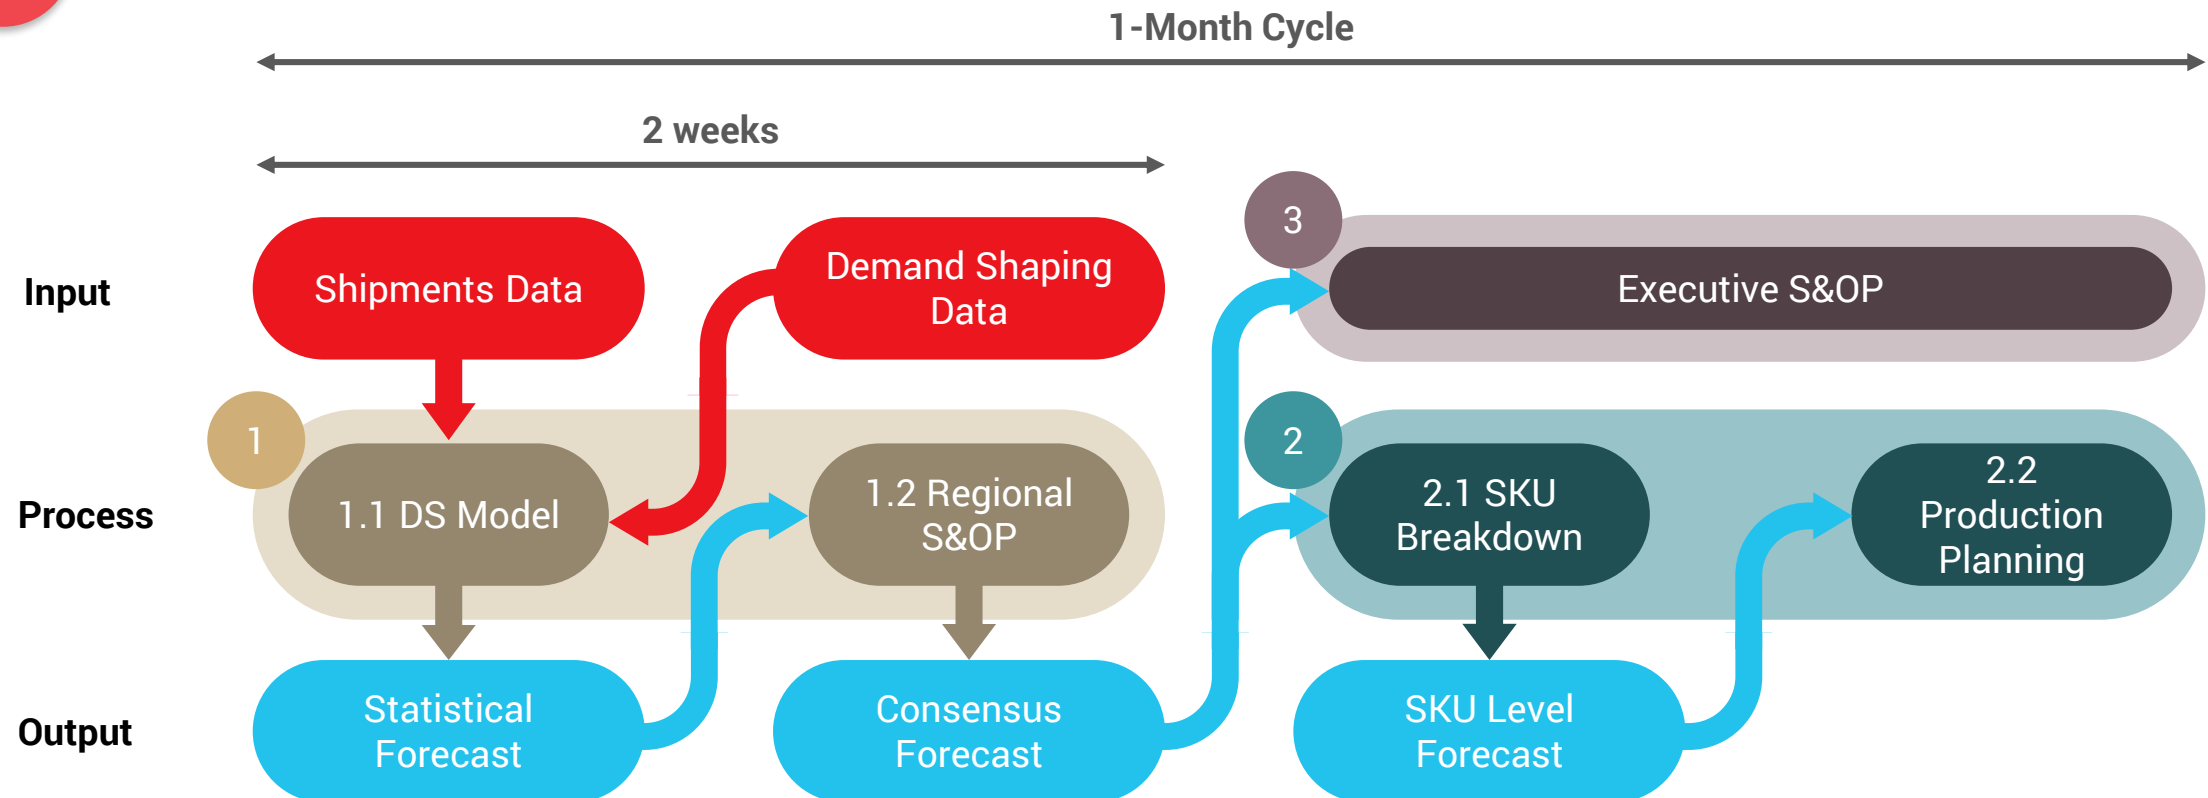 1-Month Cycle
2 weeks
Input
Shipments Data
Demand Shaping
Data
3
Executive S&OP
Process
1
1.1 DS Model
1.2 Regional
S&OP
2
2.1 SKU
Breakdown
2.2
Production
Planning
Output
Statistical
Forecast
Consensus
Forecast
SKU Level
Forecast